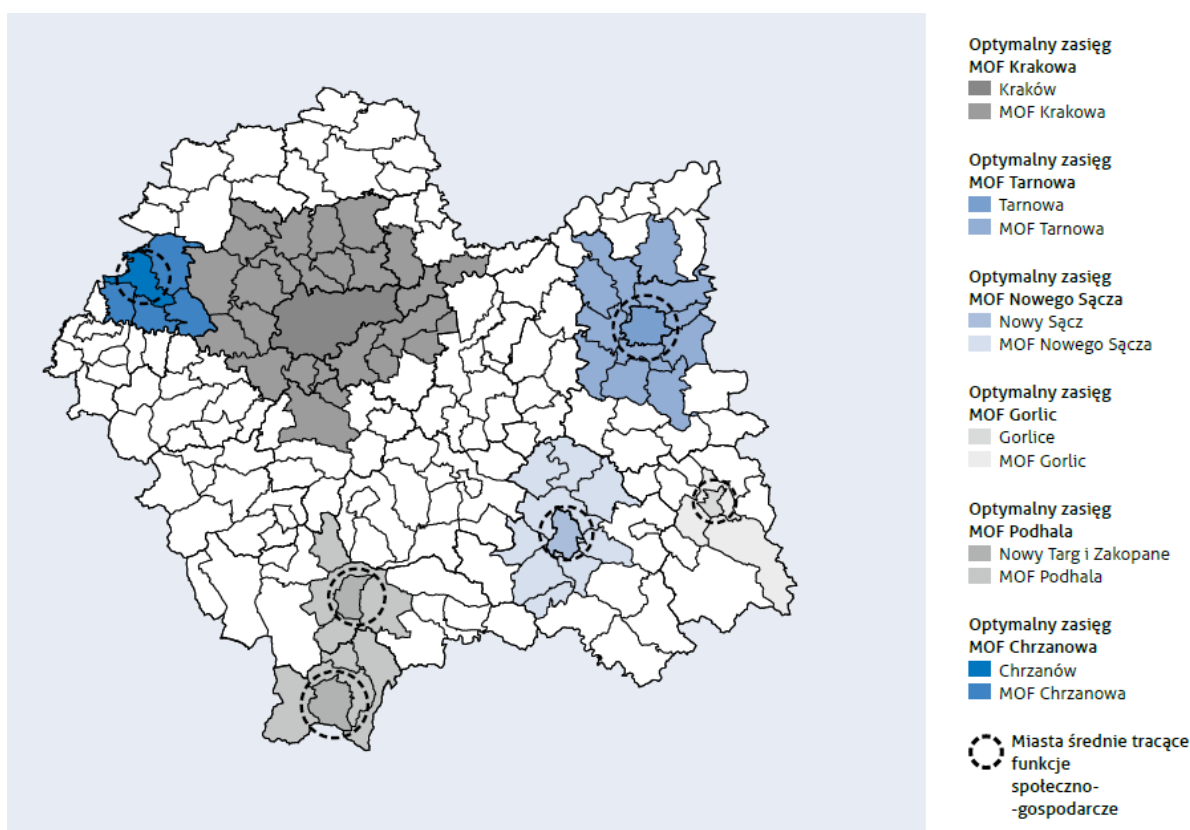 Optymalny zasięg
MOF Krakowa
Kraków
MOF Krakowa
Optymalny zasięg
MOF Tarnowa
Tarnowa
MOF Tarnowa
Optymalny zasięg
MOF Nowego Sącza
Nowy Sącz
MOF Nowego Sącza
Optymalny zasięg
MOF Gorlic
Gorlice
MOF Gorlic
Optymalny zasięg
MOF Podhala
Nowy Targ i Zakopane
MOF Podhala
Optymalny zasięg
MOF Chrzanowa
Chrzanów
MOF Chrzanowa
Miasta średnie tracące
funkcje
społeczno-
-gospodarcze